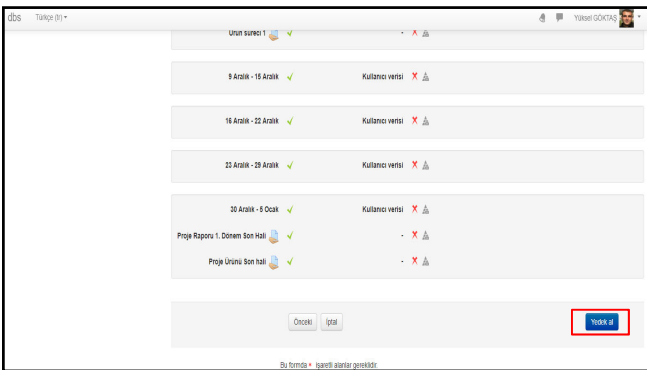 dbs Türkçe (tr) Yüksel GÖKTAŞ
Ürün süreci 1 -
9 Aralık - 15 Aralık Kullanıcı verisi
16 Aralık - 22 Aralık Kullanıcı verisi
23 Aralık - 29 Aralık Kullanıcı verisi
30 Aralık - 5 Ocak Kullanıcı verisi
Proje Raporu 1. Dönem Son Hali -
Proje Ürünü Son hali -
Önceki İptal Yedek al
Bu formda * işaretli alanlar gereklidir.